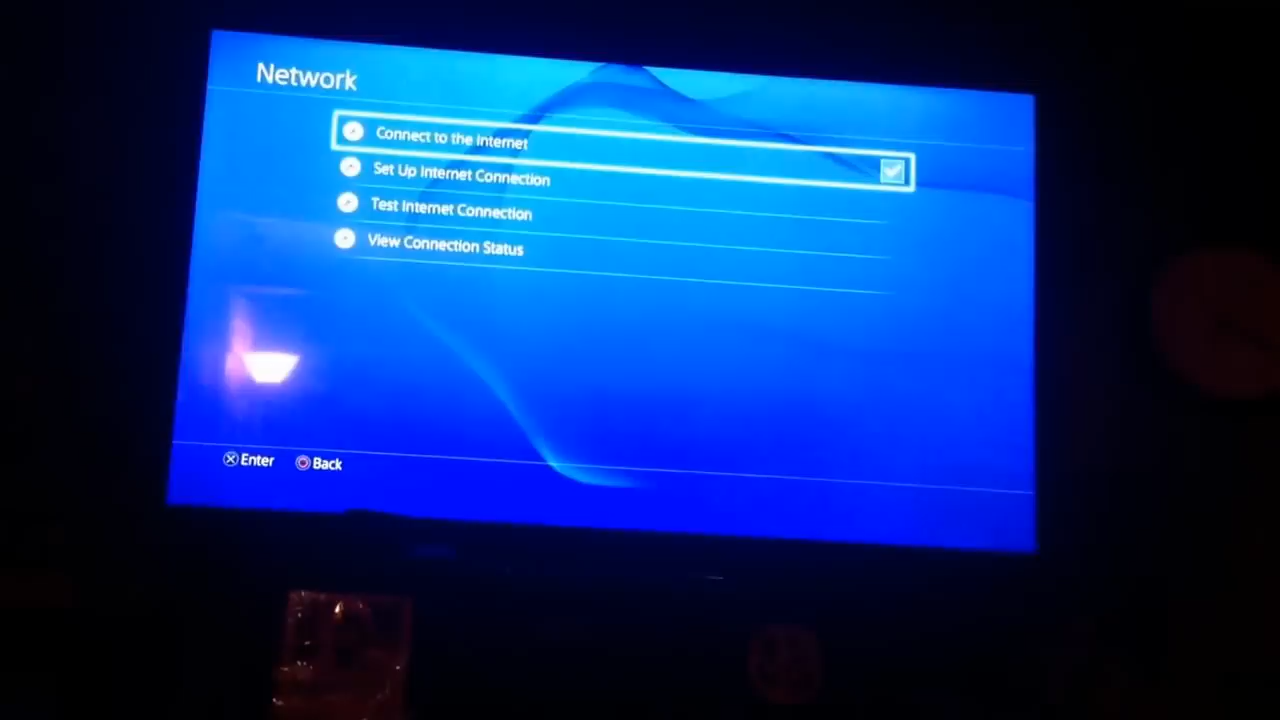 Network
Connect to the Internet
Set Up Internet Connection
Test Internet Connection
View Connection Status
Enter Back